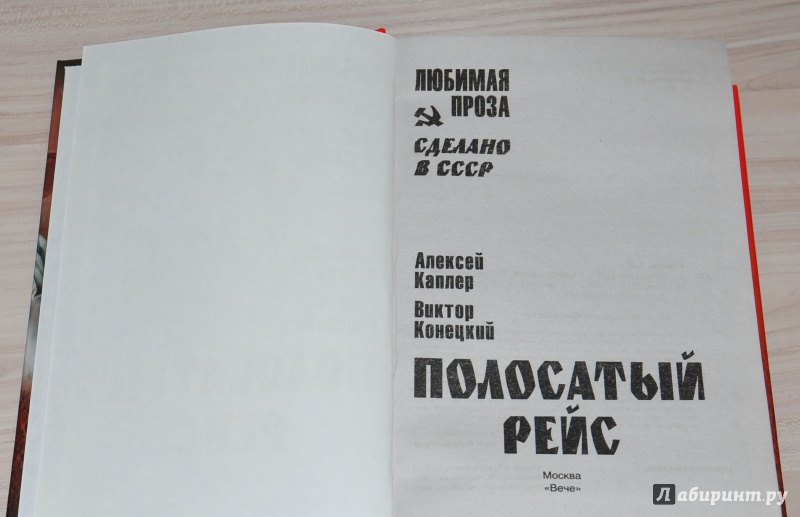 ЛЮБИМАЯ
ПРОЗА
СДЕЛАНО
В СССР
Алексей
Каплер
Виктор
Конецкий
ПОЛОСАТЫЙ
РЕЙС
Москва
«Вече»
Лабиринт.ру